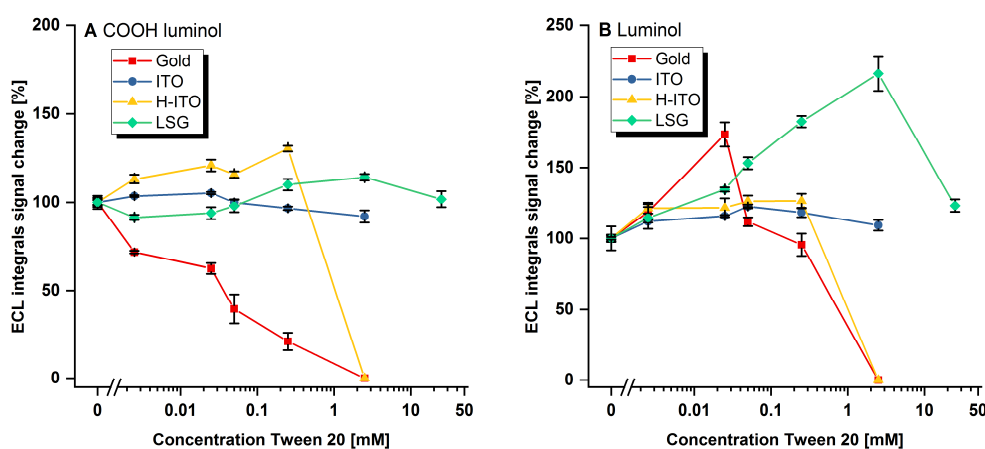 A COOH luminol
Gold
ITO
H-ITO
LSG
200
150
100
50
0
ECL integrals signal change [%]
0
0.01
0.1
1
10
50
Concentration Tween 20 [mM]
B Luminol
Gold
ITO
H-ITO
LSG
250
200
150
100
50
0
ECL integrals signal change [%]
0
0.01
0.1
1
10
50
Concentration Tween 20 [mM]